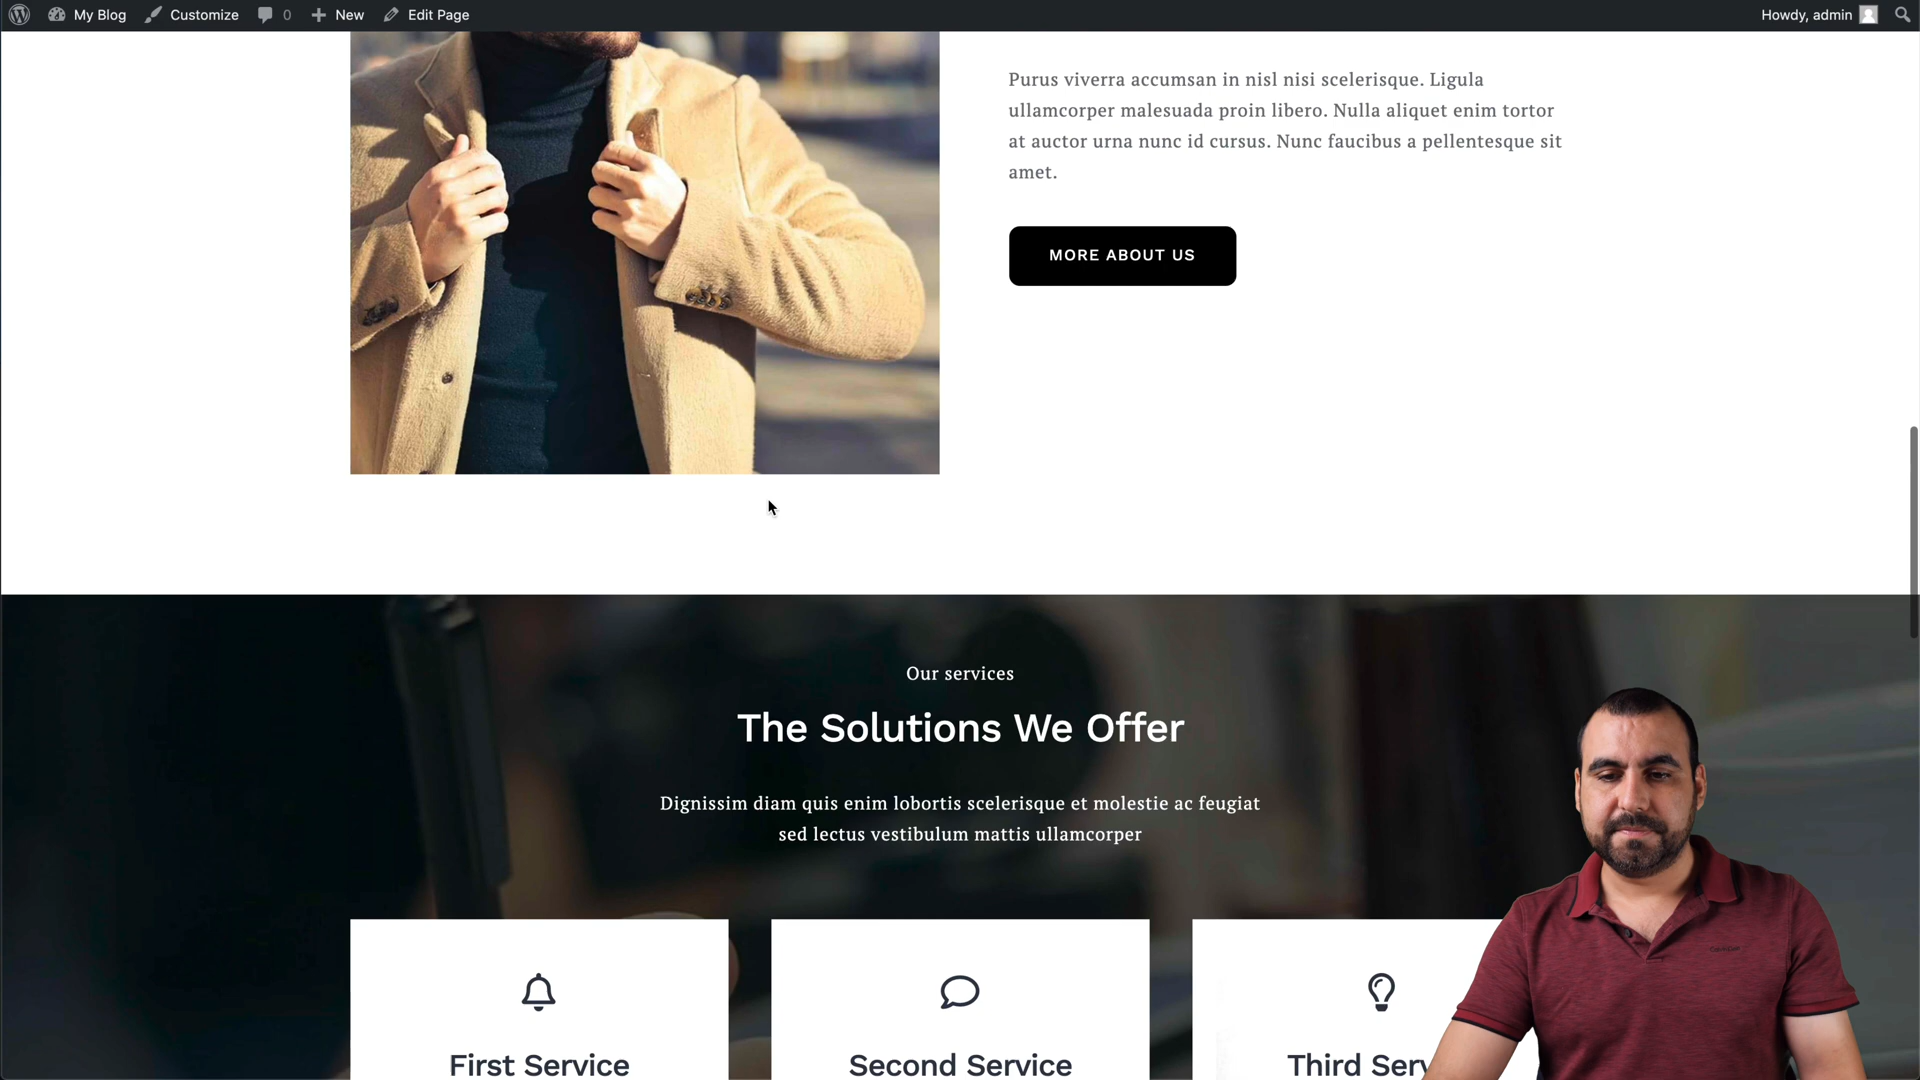 My Blog Customize 0 New Edit Page Howdy, admin
Purus viverra accumsan in nisl nisi scelerisque. Ligula
ullamcorper malesuada proin libero. Nulla aliquet enim tortor
at auctor urna nunc id cursus. Nunc faucibus a pellentesque sit
amet.
MORE ABOUT US
Our services
The Solutions We Offer
Dignissim diam quis enim lobortis scelerisque et molestie ac feugiat
sed lectus vestibulum mattis ullamcorper
First Service
Second Service
Third Serv